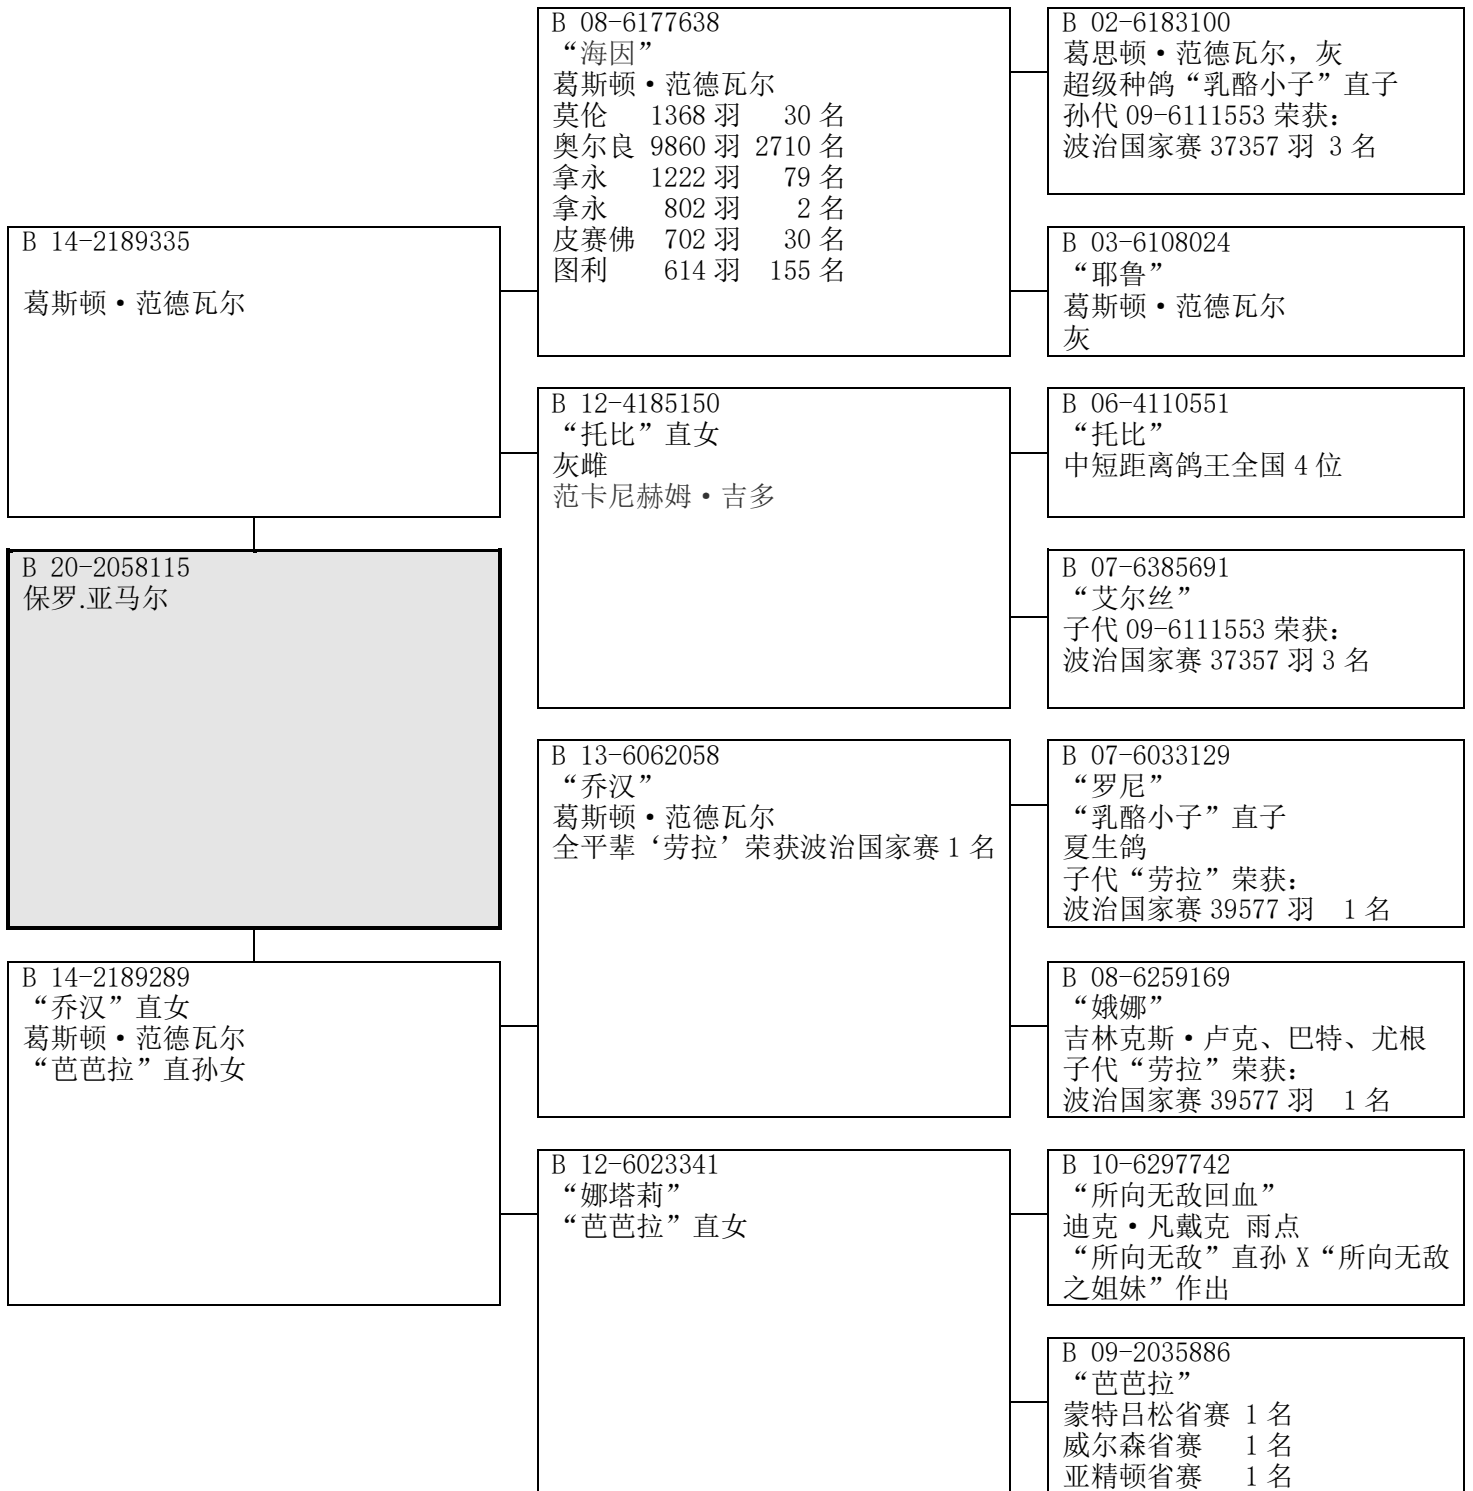 B 14-2189335
葛斯顿•范德瓦尔
B 20-2058115
保罗.亚马尔
B 14-2189289
“乔汉”直女
葛斯顿•范德瓦尔
“芭芭拉”直孙女
B 08-6177638
“海因”
葛斯顿•范德瓦尔
莫伦 1368 羽 30 名
奥尔良 9860 羽 2710 名
拿永 1222 羽 79 名
拿永 802 羽 2 名
皮赛佛 702 羽 30 名
图利 614 羽 155 名
B 12-4185150
“托比”直女
灰雌
范卡尼赫姆•吉多
B 13-6062058
“乔汉”
葛斯顿•范德瓦尔
全平辈‘劳拉’荣获波治国家赛 1 名
B 12-6023341
“娜塔莉”
“芭芭拉”直女
B 02-6183100
葛思顿•范德瓦尔，灰
超级种鸽“乳酪小子”直子
孙代 09-6111553 荣获：
波治国家赛 37357 羽 3 名
B 03-6108024
“耶鲁”
葛斯顿•范德瓦尔
灰
B 06-4110551
“托比”
中短距离鸽王全国 4 位
B 07-6385691
“艾尔丝”
子代 09-6111553 荣获：
波治国家赛 37357 羽 3 名
B 07-6033129
“罗尼”
“乳酪小子”直子
夏生鸽
子代“劳拉”荣获：
波治国家赛 39577 羽 1 名
B 08-6259169
“娥娜”
吉林克斯•卢克、巴特、尤根
子代“劳拉”荣获：
波治国家赛 39577 羽 1 名
B 10-6297742
“所向无敌回血”
迪克•凡戴克 雨点
“所向无敌”直孙 X“所向无敌
之姐妹”作出
B 09-2035886
“芭芭拉”
蒙特吕松省赛 1 名
威尔森省赛 1 名
亚精顿省赛 1 名